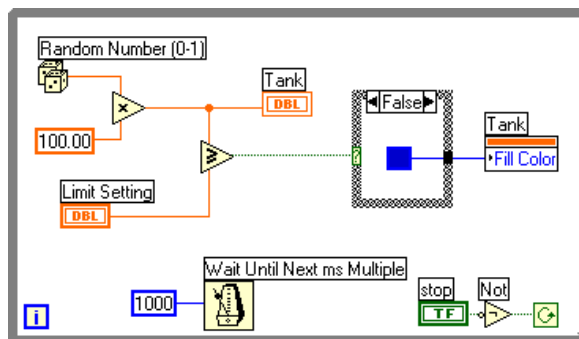 Random Number (0-1)
Tank
DBL
100.00
False
Tank
Fill Color
Limit Setting
DBL
Wait Until Next ms Multiple
1000
stop
Not
TF
i